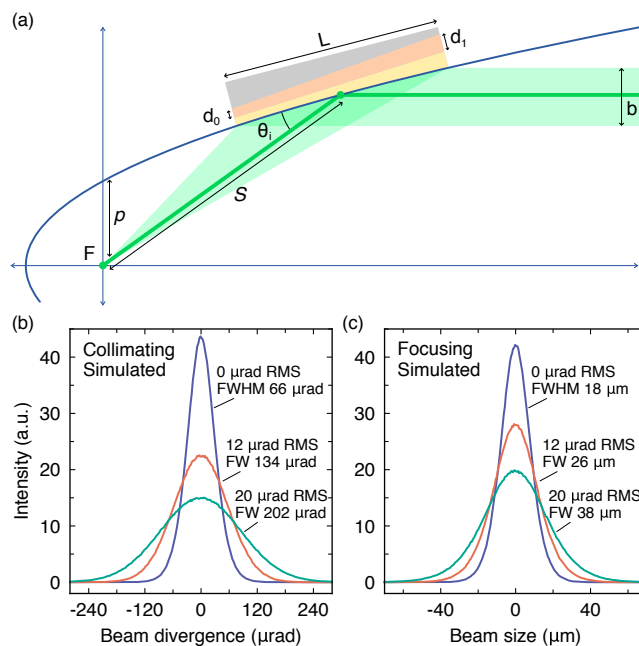 (a)
L
d1
d0
θi
b
S
p
F
(b)
(c)
Collimating
Simulated
0 μrad RMS
FWHM 66 μrad
12 μrad RMS
FW 134 μrad
20 μrad RMS
FW 202 μrad
Intensity (a.u.)
40
30
20
10
0
-240
-120
0
120
240
Beam divergence (μrad)
Focusing
Simulated
0 μrad RMS
FWHM 18 μm
12 μrad RMS
FW 26 μm
20 μrad RMS
FW 38 μm
40
30
20
10
0
-40
0
40
Beam size (μm)